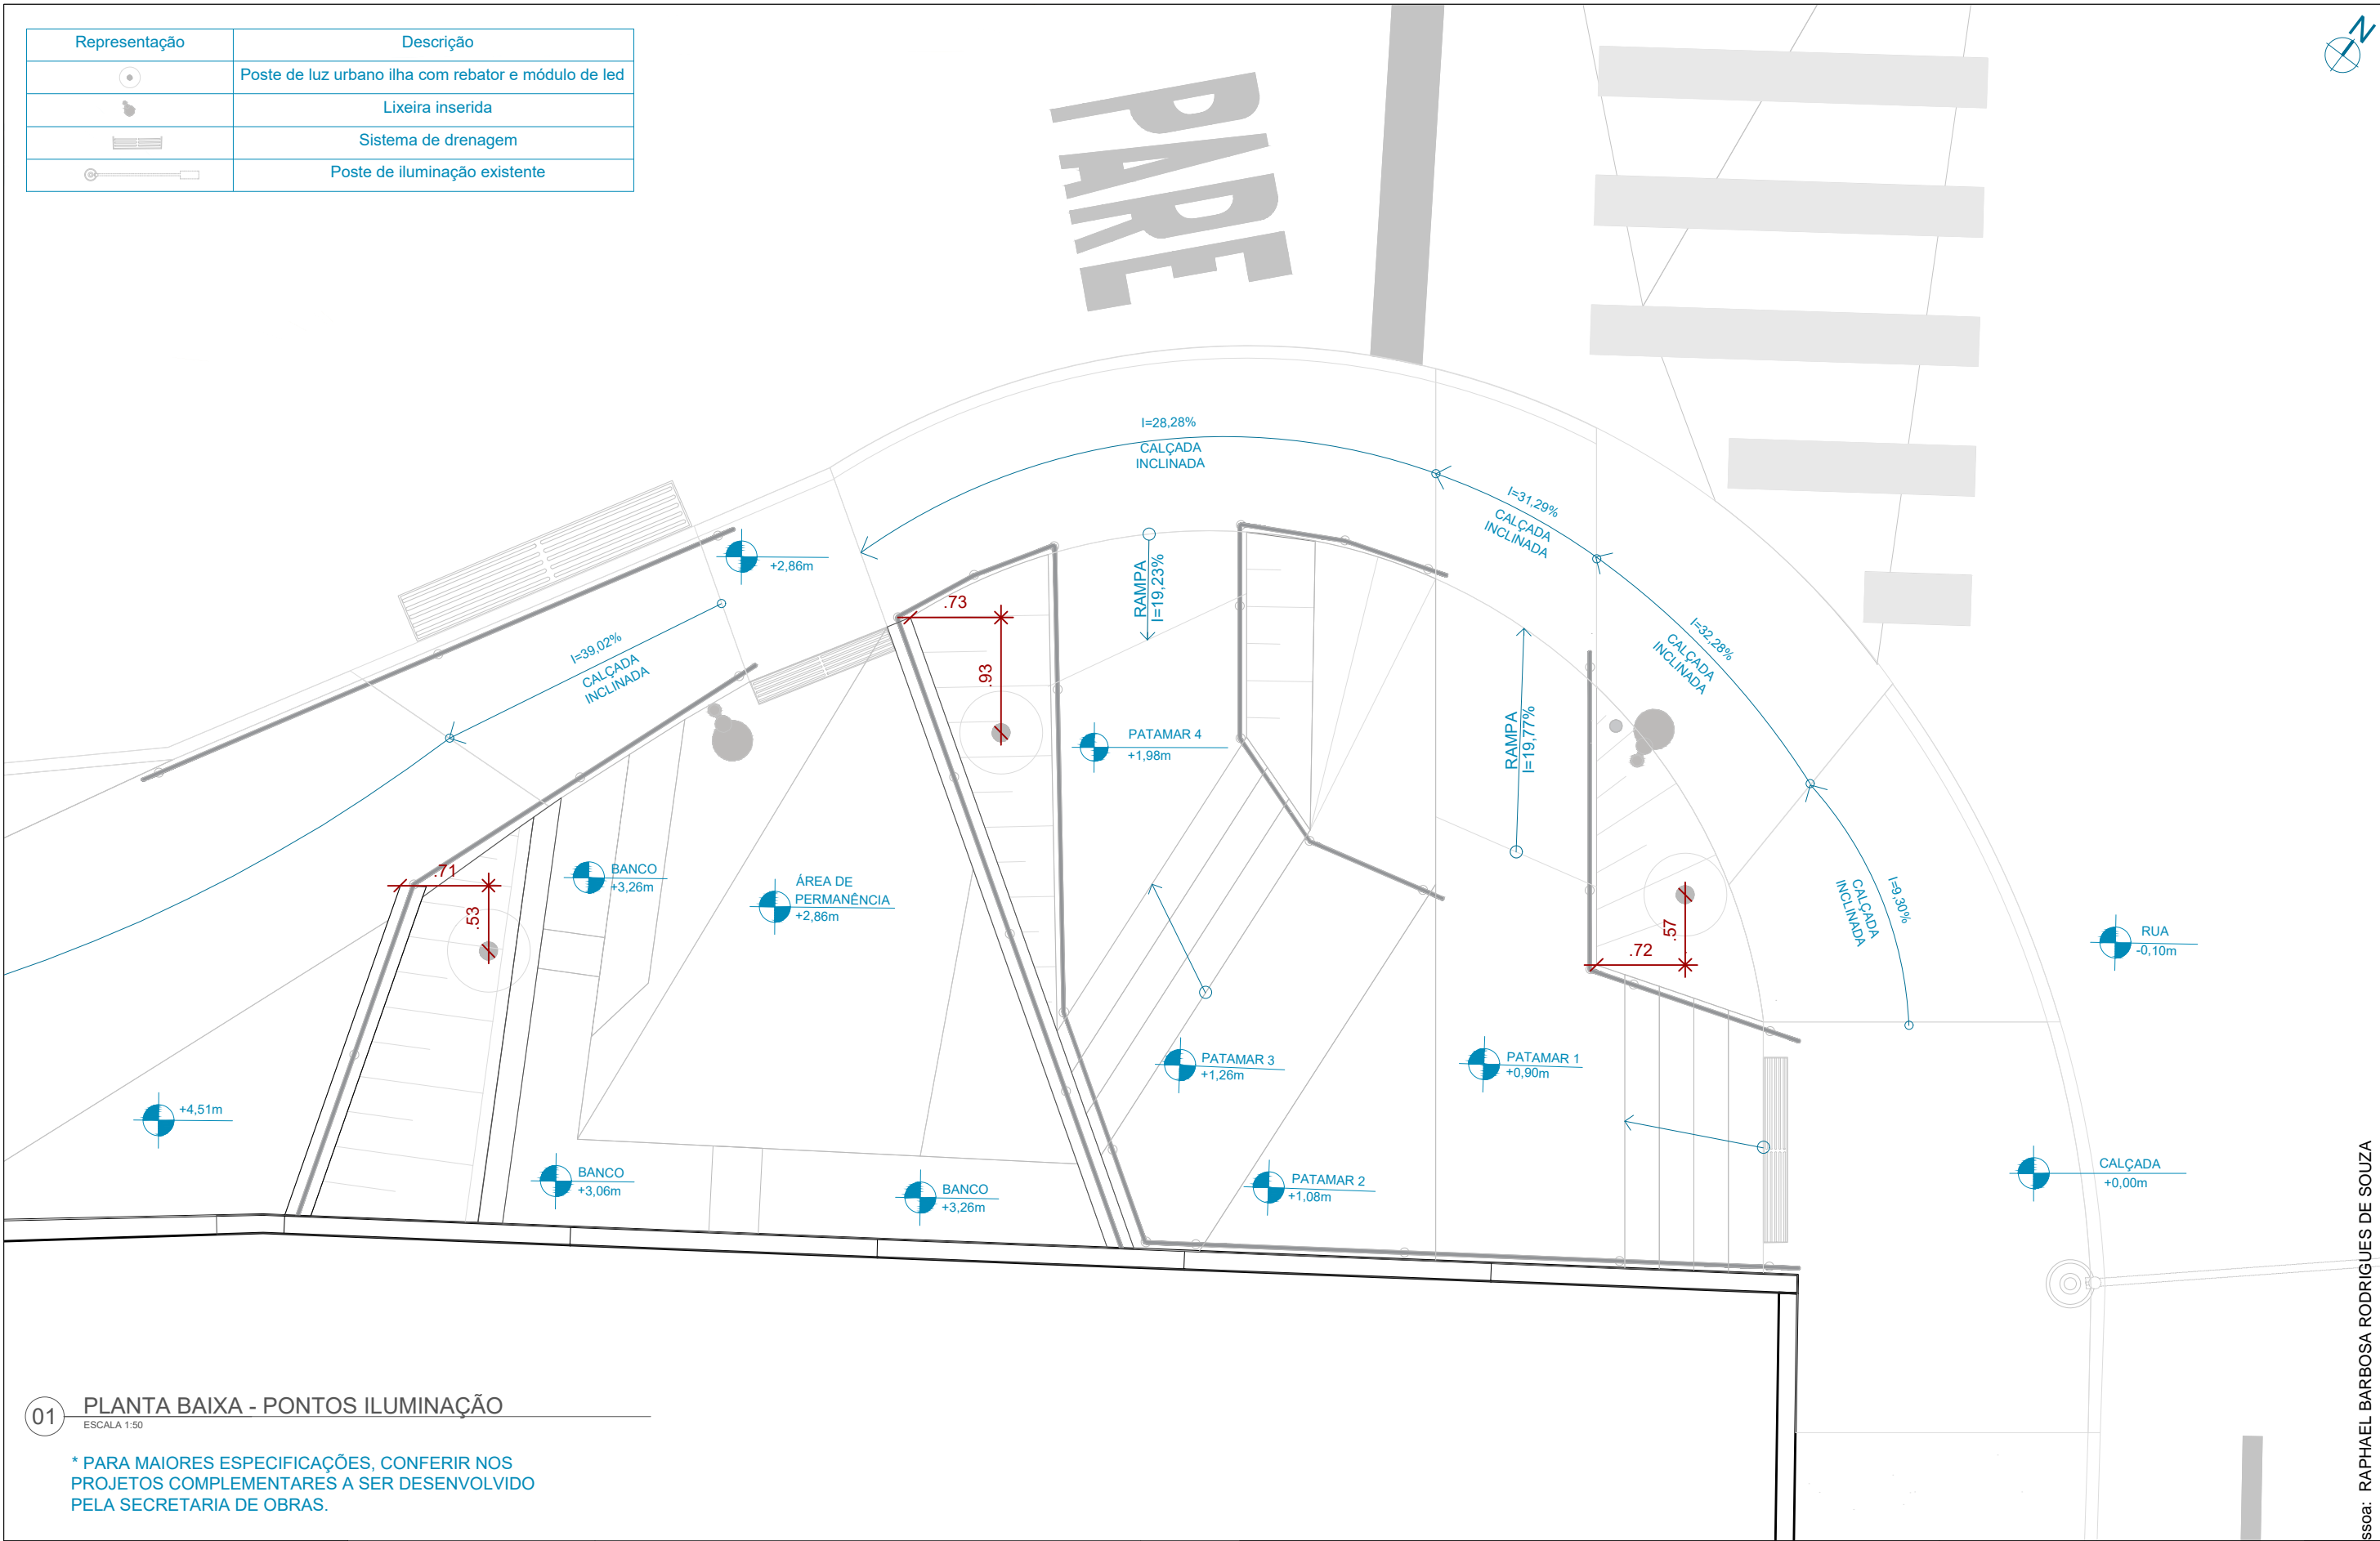 Representação
Descrição
Poste de luz urbano ilha com rebator e módulo de led
Lixeira inserida
Sistema de drenagem
Poste de iluminação existente
N
PARE
I=28,28%
CALÇADA
INCLINADA
I=31,29%
CALÇADA
INCLINADA
I=32,28%
CALÇADA
INCLINADA
I=9,30%
CALÇADA
INCLINADA
I=39,02%
CALÇADA
INCLINADA
+2,86m
.73
.93
RAMPA
I=19,23%
RAMPA
I=19,77%
PATAMAR 4
+1,98m
.71
.53
BANCO
+3,26m
ÁREA DE
PERMANÊNCIA
+2,86m
.72
.57
RUA
-0,10m
PATAMAR 3
+1,26m
PATAMAR 1
+0,90m
+4,51m
BANCO
+3,06m
BANCO
+3,26m
PATAMAR 2
+1,08m
CALÇADA
+0,00m
01
PLANTA BAIXA - PONTOS ILUMINAÇÃO
ESCALA 1:50
* PARA MAIORES ESPECIFICAÇÕES, CONFERIR NOS
PROJETOS COMPLEMENTARES A SER DESENVOLVIDO
PELA SECRETARIA DE OBRAS.
ssoa: RAPHAEL BARBOSA RODRIGUES DE SOUZA